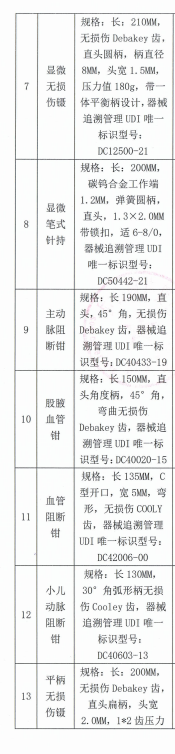 7
显微
无损
伤镊
规格：长：210MM，
无损伤 Debakey 齿，
直头圆柄，柄直径
8MM，头宽 1.5MM，
压力值 180g，带一
体平衡柄设计，器械
追溯管理 UDI 唯一
标识型号：
DC12500-21
8
显微
笔式
针持
规格：长：200MM，
碳钨合金工作端
1.2MM，弹簧圆柄，
直头，1.3×2.0MM
带锁扣，适 6-8/0，
器械追溯管理 UDI
唯一标识型号：
DC50442-21
9
主动
脉阻
断钳
规格：长 190MM，直
头，45°角，无损伤
Debakey 齿，器械追
溯管理 UDI 唯一标
识型号：DC40433-19
10
股腋
血管
钳
规格：长 150MM，直
头角度柄，45°角，
弯曲无损伤
Debakey 齿，器械追
溯管理 UDI 唯一标
识型号：DC40020-15
11
血管
阻断
钳
规格：长 135MM，C
型开口，宽 5MM，弯
形，无损伤 COOLY
齿，器械追溯管理
UDI 唯一标识型号：
DC42006-00
12
小儿
动脉
阻断
钳
规格：长 130MM，
30°角弧形柄无损
伤 Cooley 齿，器械
追溯管理 UDI 唯一
标识型号：
DC40603-13
13
平柄
无损
伤镊
规格：长：200MM，
无损伤 Debakey 齿，
直头扁柄，头宽
2.0MM，1*2 齿压力